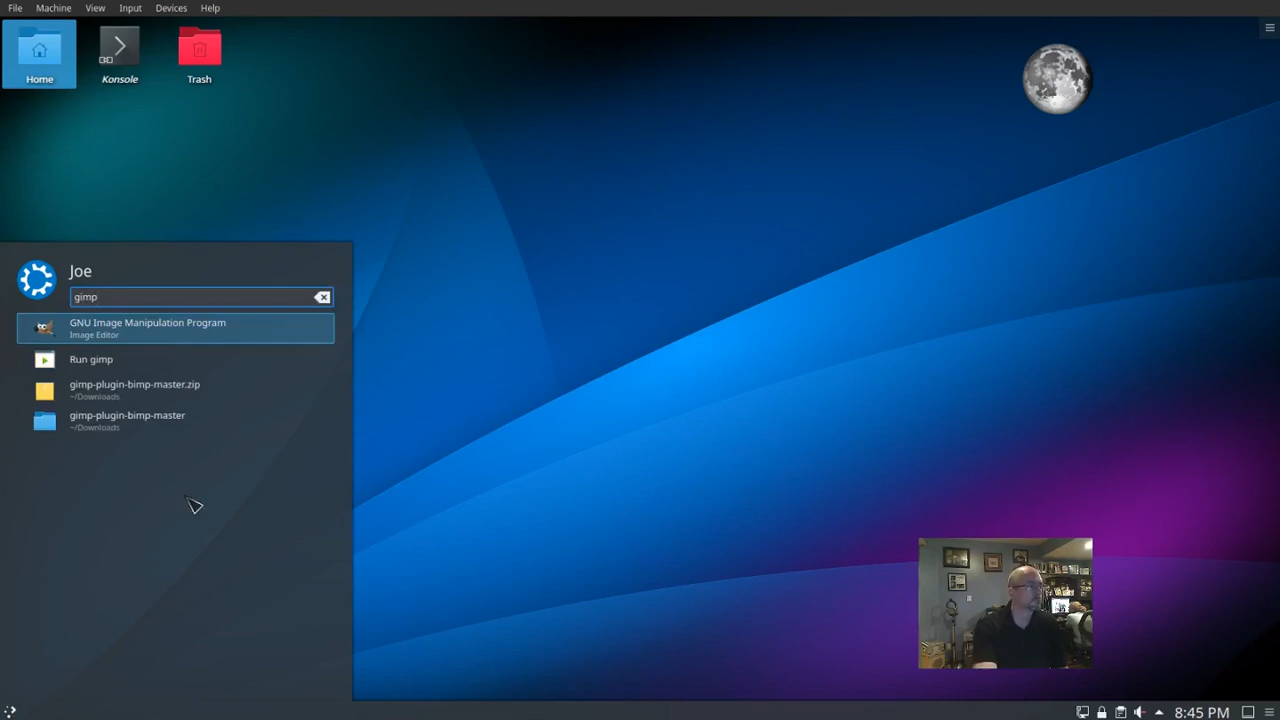 File Machine View Input Devices Help
Home Konsole Trash
Joe
gimp
GNU Image Manipulation Program
Image Editor
Run gimp
gimp-plugin-bimp-master.zip
~/Downloads
gimp-plugin-bimp-master
~/Downloads
8:45 PM